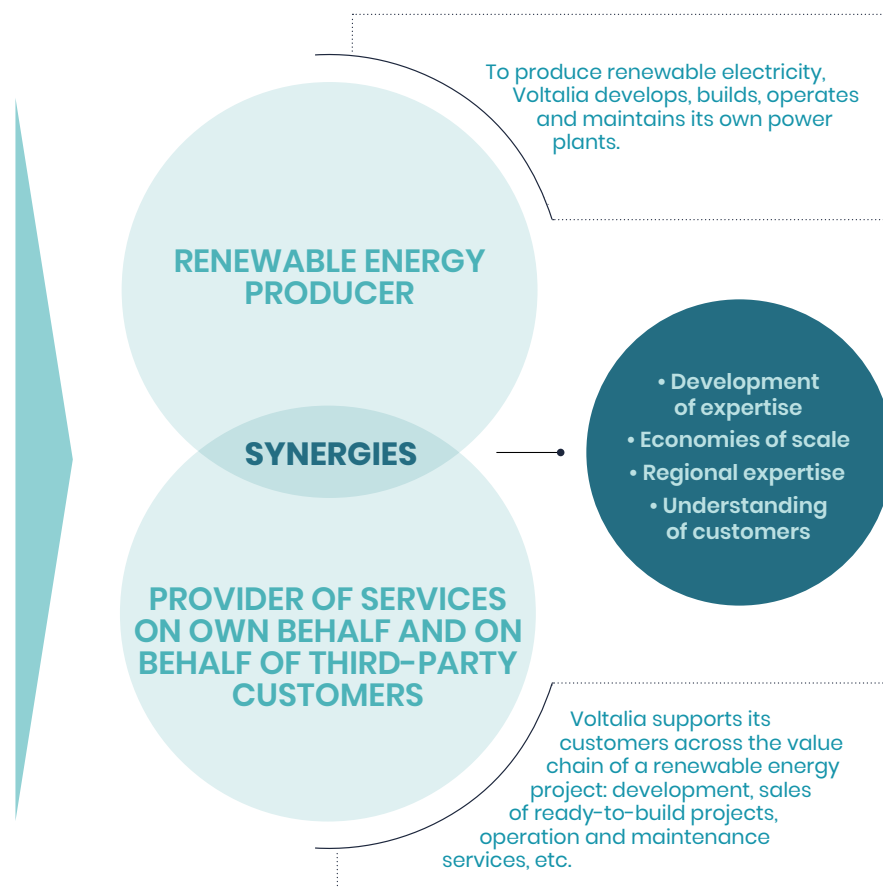 To produce renewable electricity,
Voltalia develops, builds, operates
and maintains its own power
plants.
RENEWABLE ENERGY
PRODUCER
SYNERGIES
• Development
of expertise
• Economies of scale
• Regional expertise
• Understanding
of customers
PROVIDER OF SERVICES
ON OWN BEHALF AND ON
BEHALF OF THIRD-PARTY
CUSTOMERS
Voltalia supports its
customers across the value
chain of a renewable energy
project: development, sales
of ready-to-build projects,
operation and maintenance
services, etc.